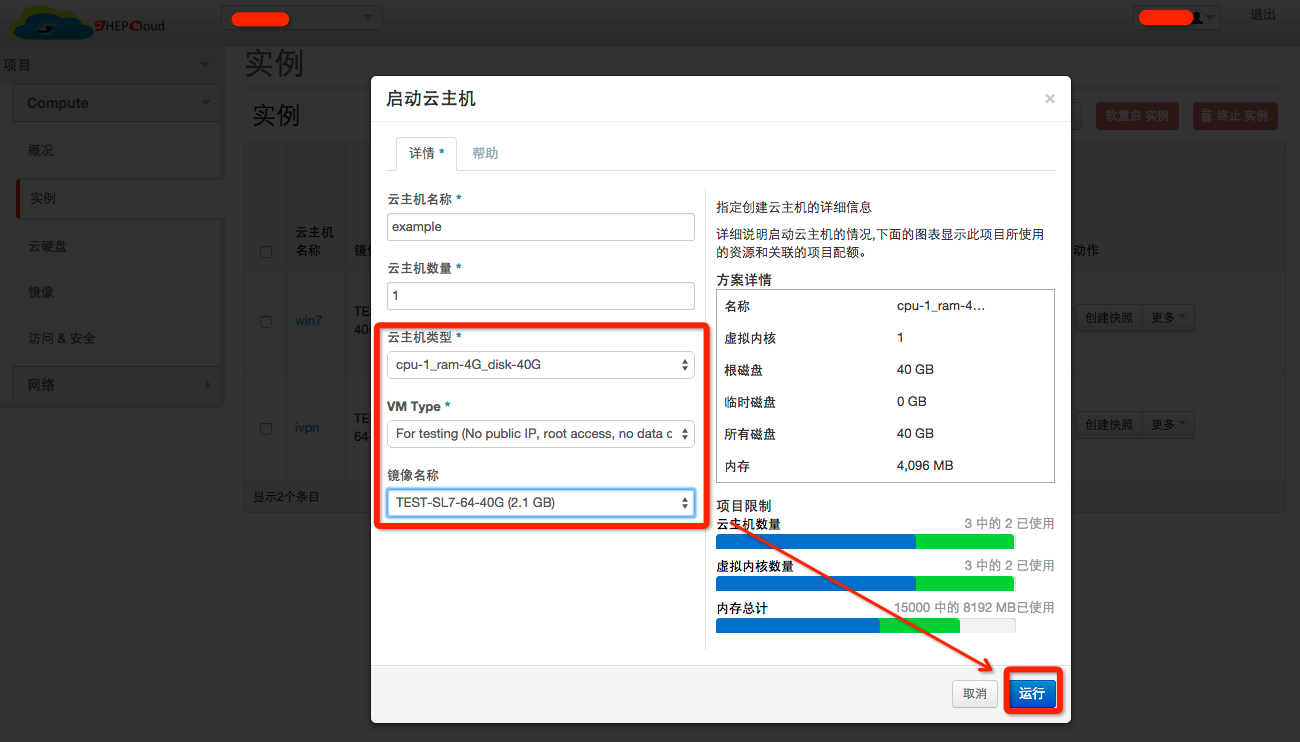 IHEPCloud
退出
项目
实例
Compute
实例
软重启 实例
终止 实例
概况
实例
云硬盘
镜像
访问 & 安全
网络
云主机
名称
动作
win7
创建快照
更多
ivpn
创建快照
更多
显示2个条目
启动云主机
×
详情 *
帮助
云主机名称 *
example
云主机数量 *
1
云主机类型 *
cpu-1_ram-4G_disk-40G
VM Type *
For testing (No public IP, root access, no data c
镜像名称
TEST-SL7-64-40G (2.1 GB)
指定创建云主机的详细信息
详细说明启动云主机的情况,下面的图表显示此项目所使用
的资源和关联的项目配额。
方案详情
名称 cpu-1_ram-4...
虚拟内核 1
根磁盘 40 GB
临时磁盘 0 GB
所有磁盘 40 GB
内存 4,096 MB
项目限制
云主机数量 3 中的 2 已使用
虚拟内核数量 3 中的 2 已使用
内存总计 15000 中的 8192 MB已使用
取消
运行